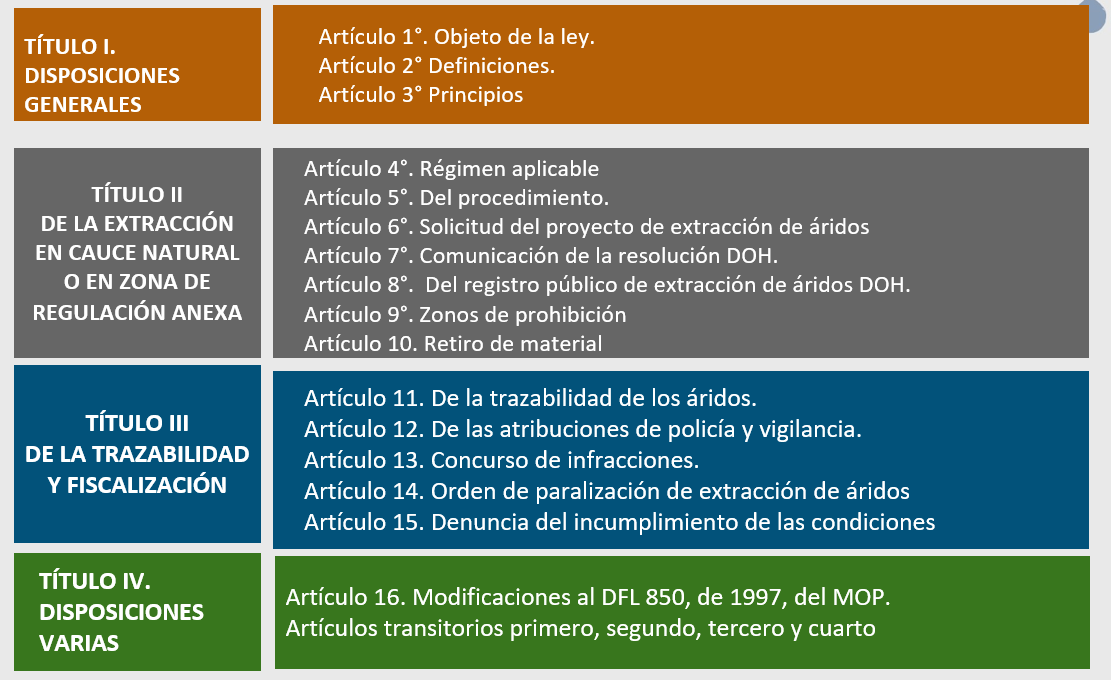 TÍTULO I.
DISPOSICIONES
GENERALES
Artículo 1°. Objeto de la ley.
Artículo 2° Definiciones.
Artículo 3° Principios
TÍTULO II
DE LA EXTRACCIÓN
EN CAUCE NATURAL
O EN ZONA DE
REGULACIÓN ANEXA
Artículo 4°. Régimen aplicable
Artículo 5°. Del procedimiento.
Artículo 6°. Solicitud del proyecto de extracción de áridos
Artículo 7°. Comunicación de la resolución DOH.
Artículo 8°.  Del registro público de extracción de áridos DOH.
Artículo 9°. Zonos de prohibición
Artículo 10. Retiro de material
TÍTULO III
DE LA TRAZABILIDAD
Y FISCALIZACIÓN
Artículo 11. De la trazabilidad de los áridos.
Artículo 12. De las atribuciones de policía y vigilancia.
Artículo 13. Concurso de infracciones.
Artículo 14. Orden de paralización de extracción de áridos
Artículo 15. Denuncia del incumplimiento de las condiciones
TÍTULO IV.
DISPOSICIONES
VARIAS
Artículo 16. Modificaciones al DFL 850, de 1997, del MOP.
Artículos transitorios primero, segundo, tercero y cuarto